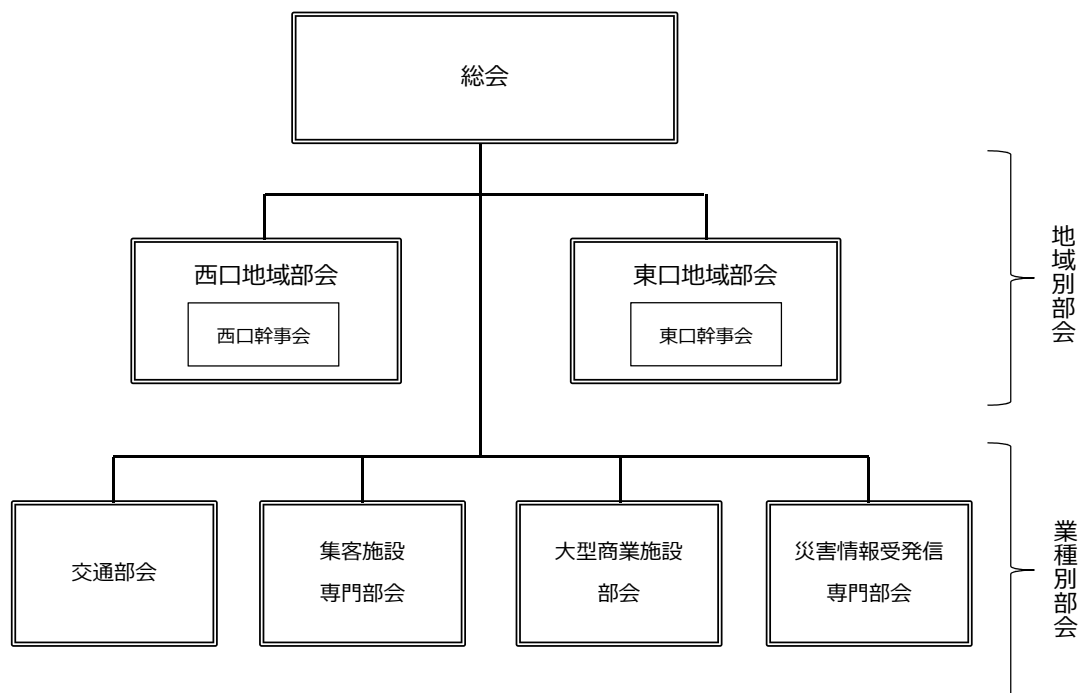 総会
西口地域部会
西口幹事会
東口地域部会
東口幹事会
地域別部会
交通部会
集客施設
専門部会
大型商業施設
部会
災害情報受発信
専門部会
業種別部会